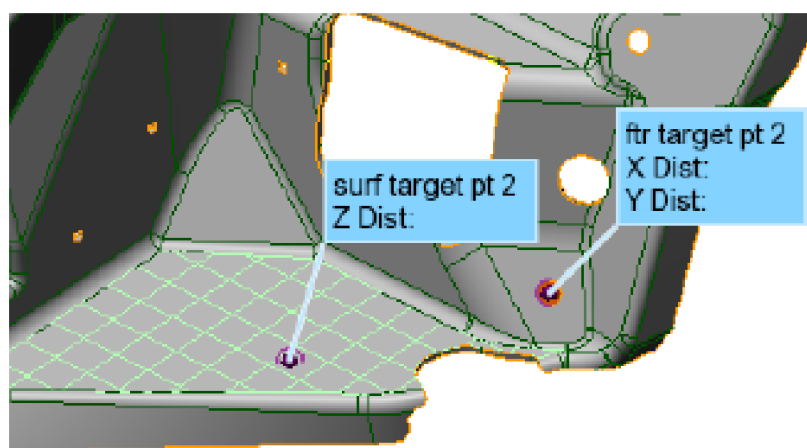 surf target pt 2
Z Dist:
ftr target pt 2
X Dist:
Y Dist: